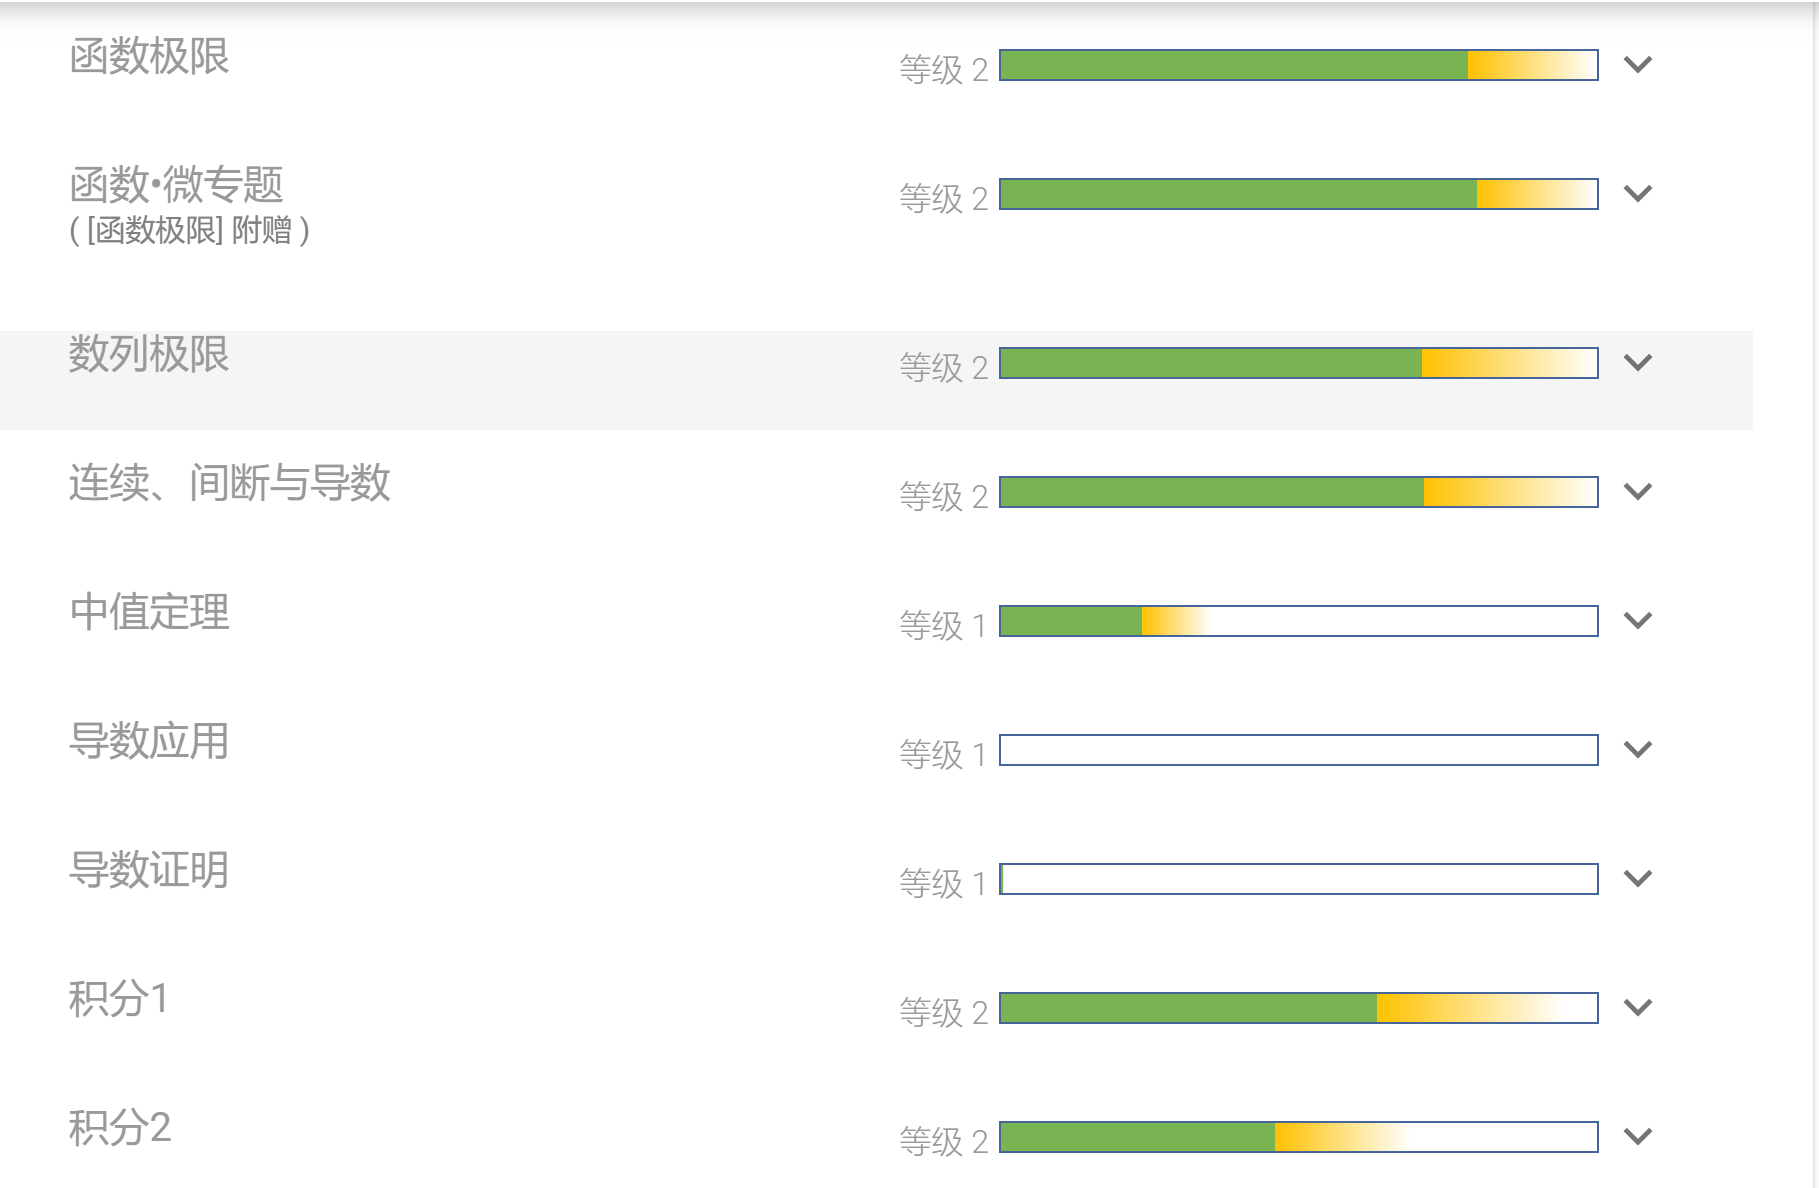 函数极限
等级 2
函数•微专题
( [函数极限] 附赠 )
等级 2
数列极限
等级 2
连续、间断与导数
等级 2
中值定理
等级 1
导数应用
等级 1
导数证明
等级 1
积分1
等级 2
积分2
等级 2